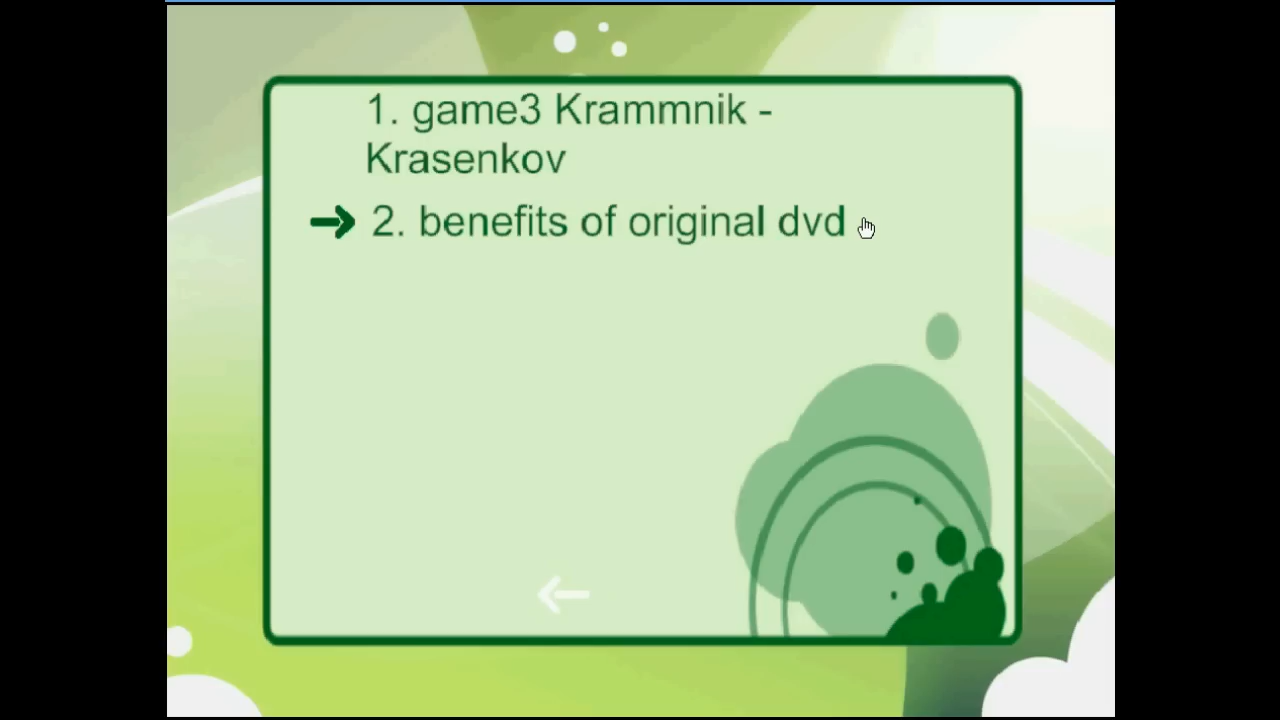 1. game3 Krammnik -
Krasenkov
2. benefits of original dvd